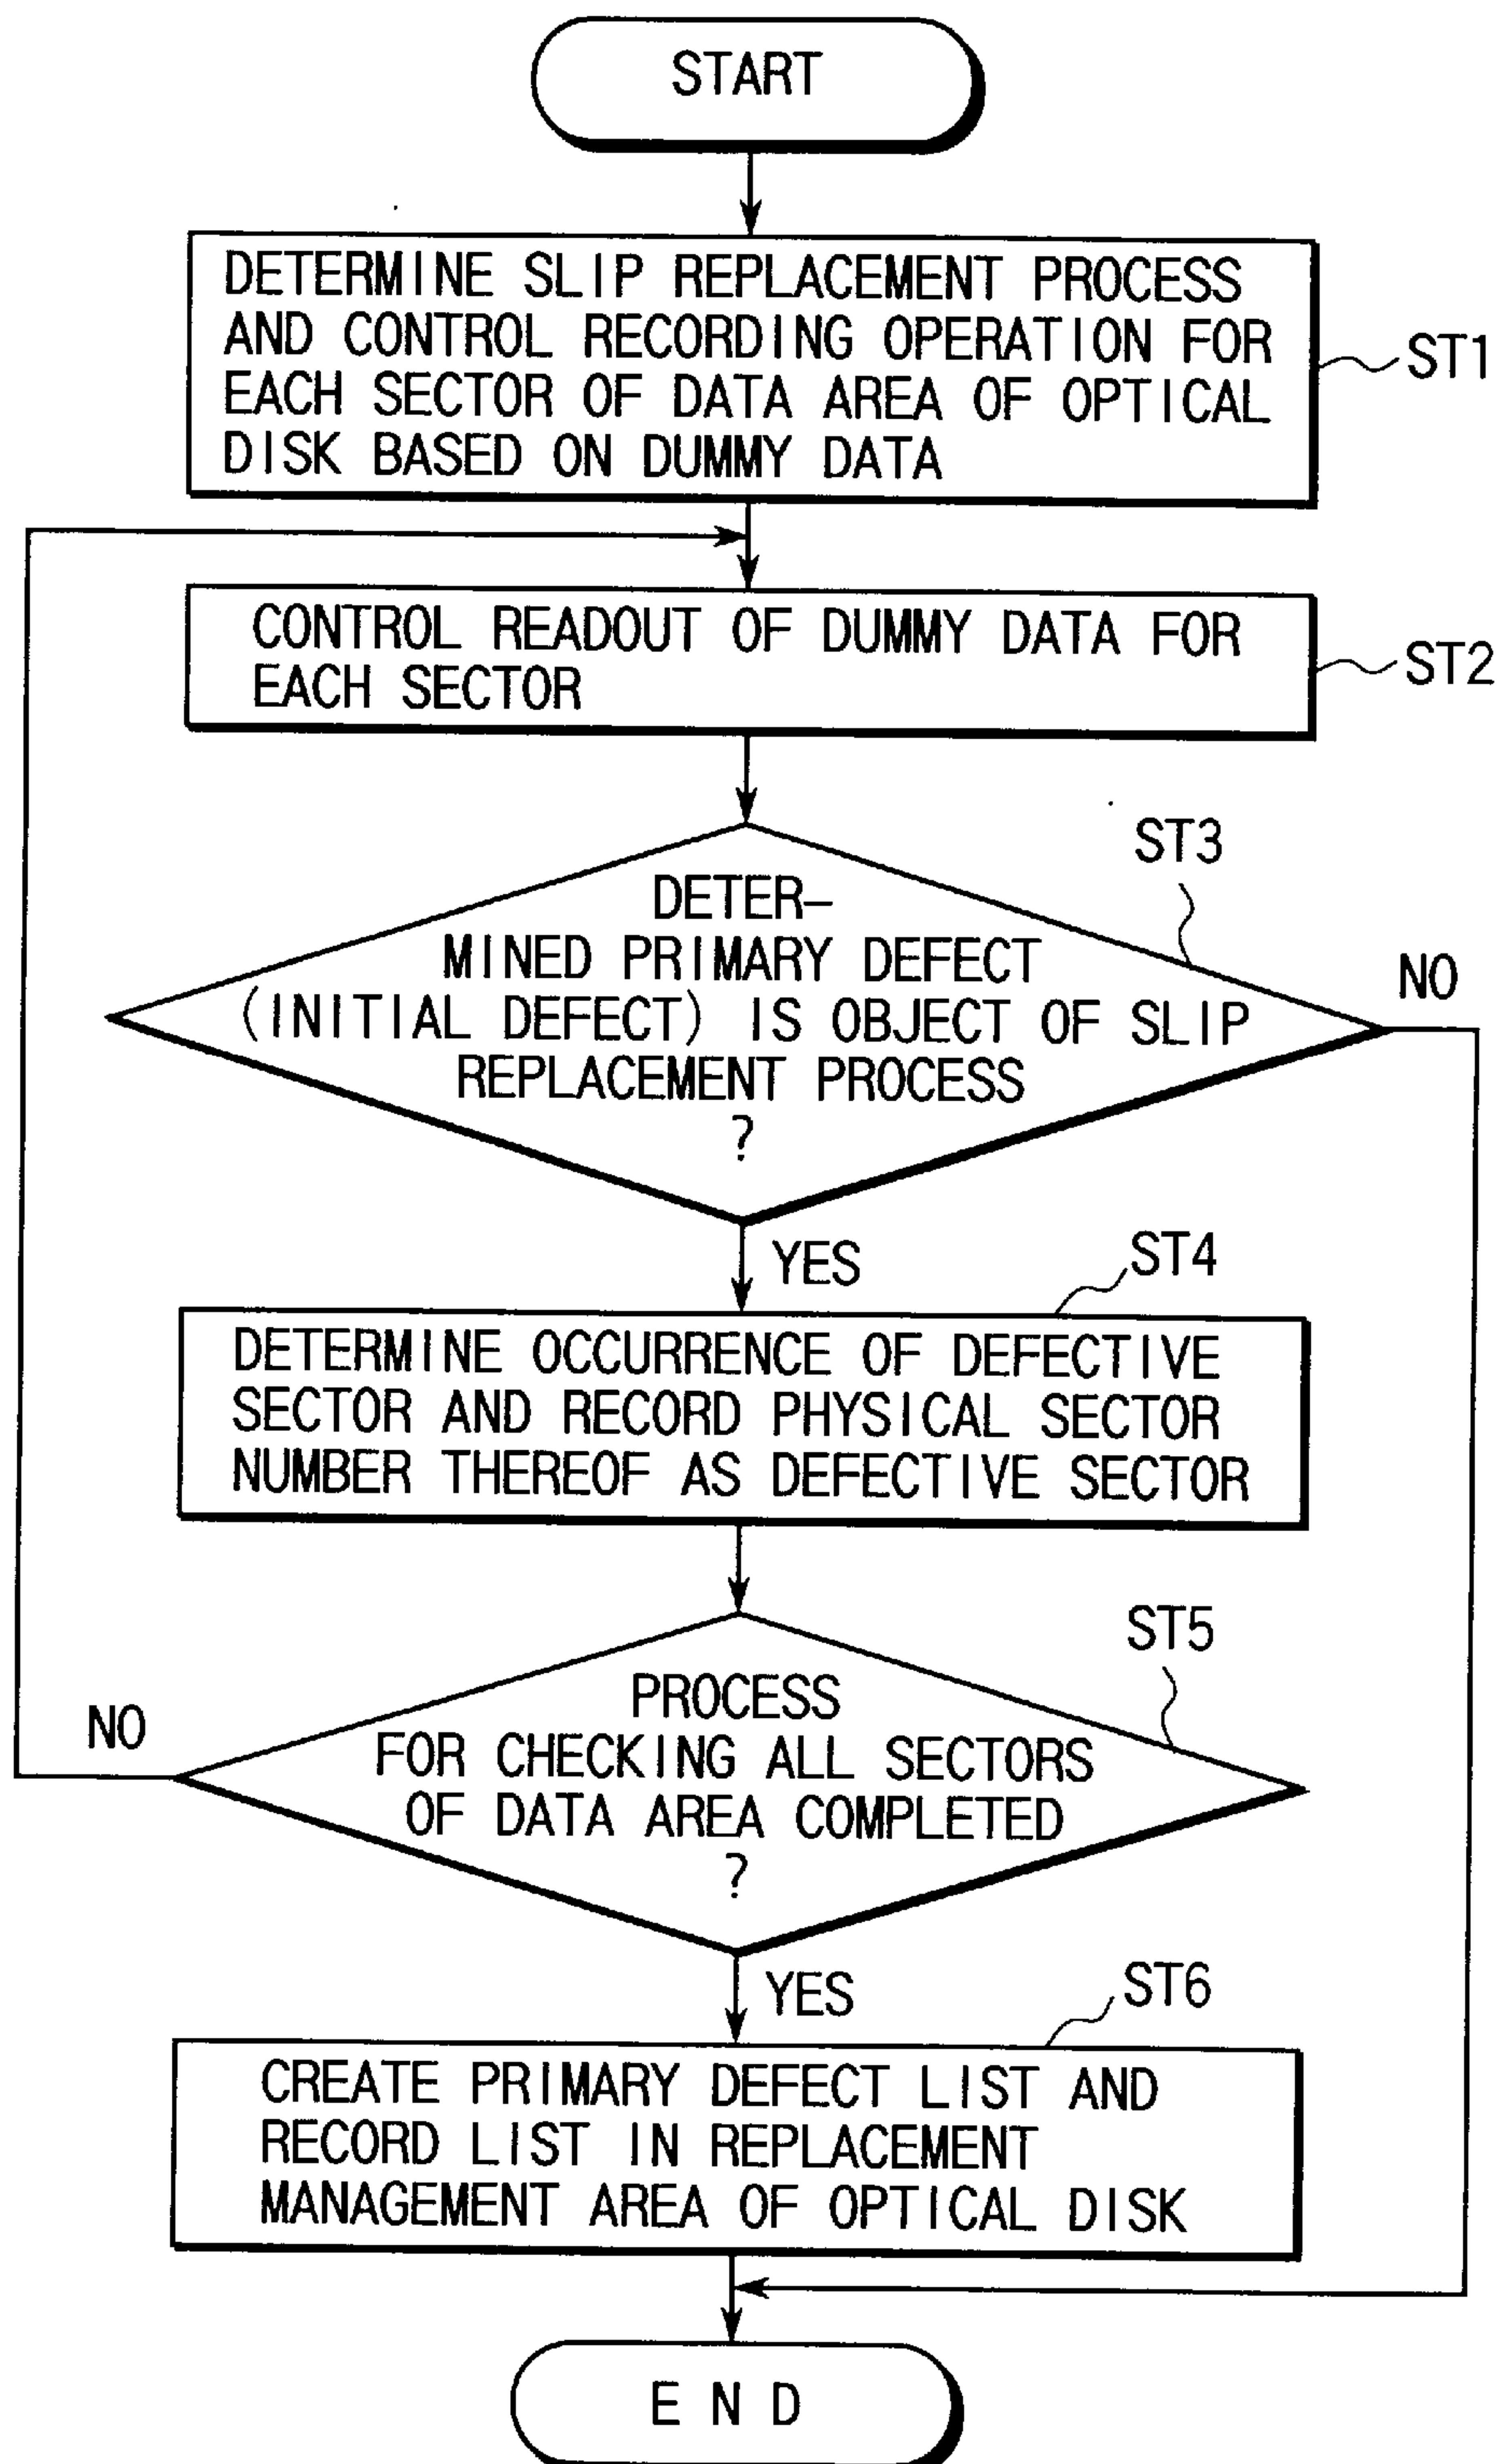 START
DETERMINE SLIP REPLACEMENT PROCESS
AND CONTROL RECORDING OPERATION FOR
EACH SECTOR OF DATA AREA OF OPTICAL
DISK BASED ON DUMMY DATA
ST1
CONTROL READOUT OF DUMMY DATA FOR
EACH SECTOR
ST2
ST3
DETER-
MINED PRIMARY DEFECT
(INITIAL DEFECT) IS OBJECT OF SLIP
REPLACEMENT PROCESS
?
NO
YES
ST4
DETERMINE OCCURRENCE OF DEFECTIVE
SECTOR AND RECORD PHYSICAL SECTOR
NUMBER THEREOF AS DEFECTIVE SECTOR
ST5
PROCESS
FOR CHECKING ALL SECTORS
OF DATA AREA COMPLETED
?
NO
YES
ST6
CREATE PRIMARY DEFECT LIST AND
RECORD LIST IN REPLACEMENT
MANAGEMENT AREA OF OPTICAL DISK
END